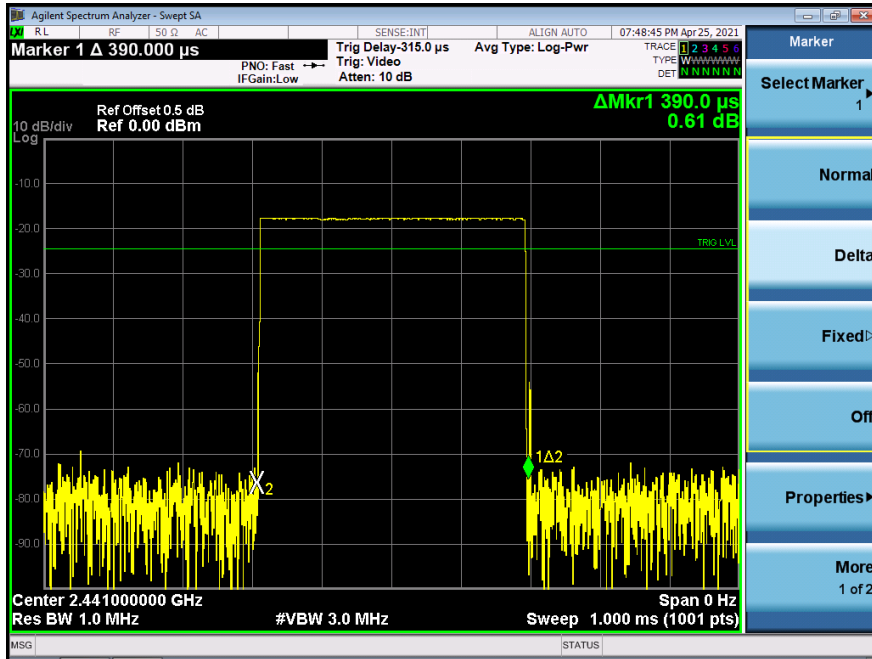 Agilent Spectrum Analyzer - Swept SA
LXI RL RF 50 Ω AC SENSE:INT ALIGN AUTO 07:48:45 PM Apr 25, 2021
Marker 1 Δ 390.000 µs
PNO: Fast
IFGain:Low
Trig Delay-315.0 µs
Trig: Video
Atten: 10 dB
Avg Type: Log-Pwr
TRACE 1 2 3 4 5 6
TYPE WWWWWW
DET N N N N N N
ΔMkr1 390.0 µs
0.61 dB
Ref Offset 0.5 dB
10 dB/div Ref 0.00 dBm
Log
-10.0
-20.0
TRIG LVL
-30.0
-40.0
-50.0
-60.0
-70.0
1Δ2
X2
-80.0
-90.0
Center 2.441000000 GHz Span 0 Hz
Res BW 1.0 MHz #VBW 3.0 MHz Sweep 1.000 ms (1001 pts)
MSG STATUS
Marker
Select Marker
1
Normal
Delta
Fixed
Off
Properties
More
1 of 2